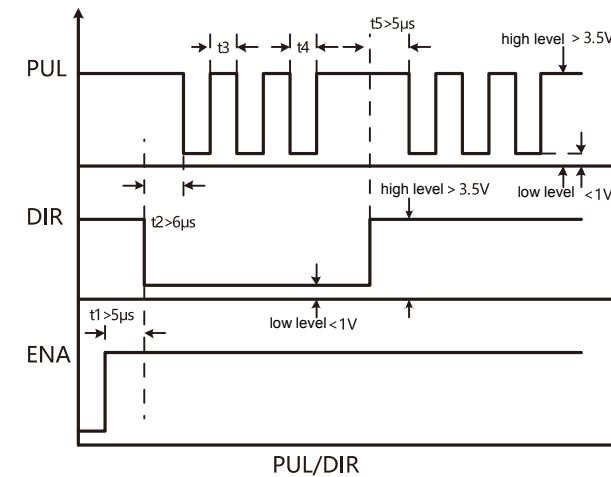 t5>5μs
t3
t4
high level > 3.5V
PUL
high level > 3.5V
low level <1V
DIR
t2>6μs
t1>5μs
low level<1V
ENA
PUL/DIR